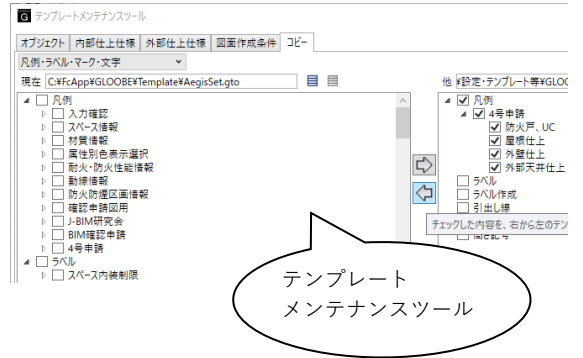 G テンプレートメンテナンスツール
オブジェクト 内部仕上仕様 外部仕上仕様 図面作成条件 コピー
凡例・ラベル・マーク・文字
現在 C:¥FcApp¥GLOOBE¥Template¥AegisSet.gto
凡例
入力確認
スペース情報
材質情報
属性別色表示選択
耐火・防火性能情報
動線情報
防火防煙区画情報
確認申請図用
J-BIM研究会
BIM確認申請
4号申請
ラベル
スペース内装制限
他 ¥設定・テンプレート等¥GLOO
凡例
4号申請
防火戸、UC
屋根仕上
外壁仕上
外部天井仕上
ラベル
ラベル作成
引出し線
チェックした内容を、右から左のテン
テンプレート
メンテナンスツール